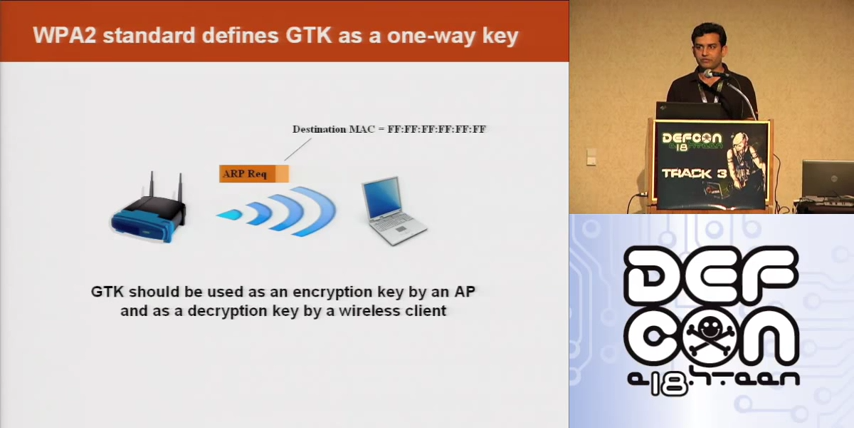 WPA2 standard defines GTK as a one-way key
Destination MAC = FF:FF:FF:FF:FF:FF
ARP Req
GTK should be used as an encryption key by an AP
and as a decryption key by a wireless client
DEFCON
18
TRACK 3
DEF
CON
e18h-teen